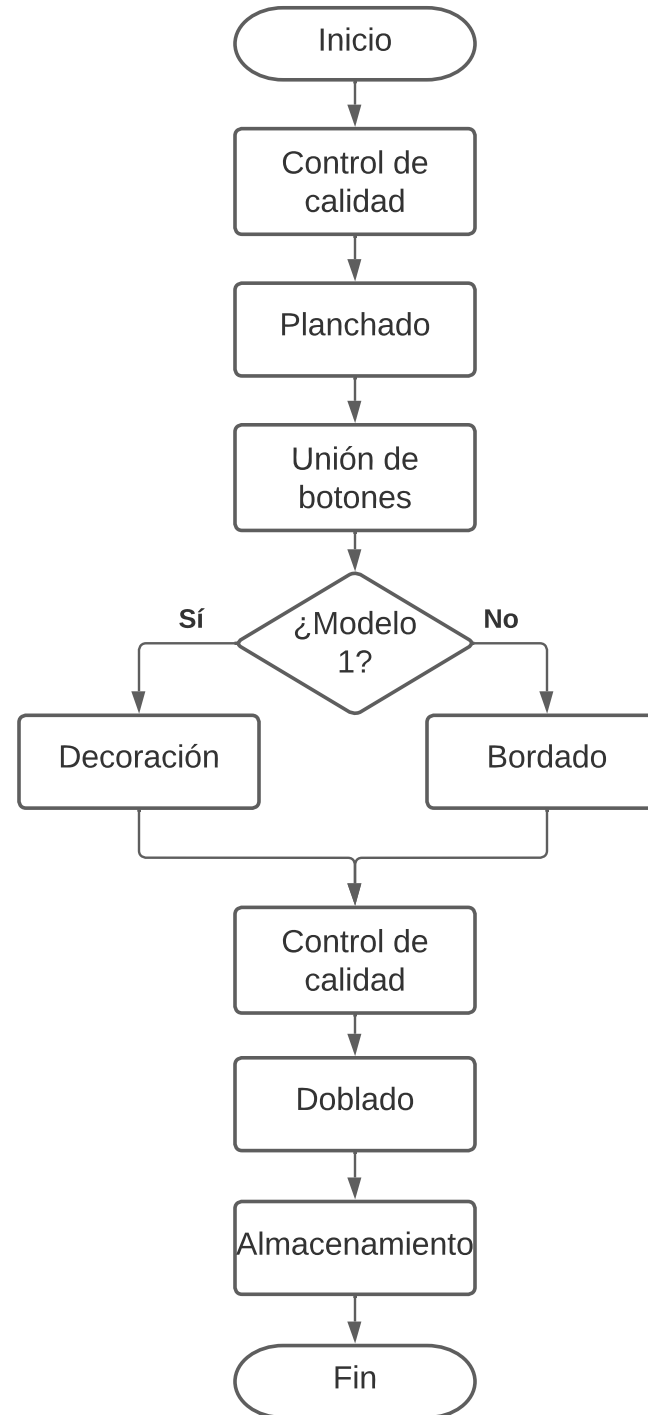 Inicio
Control de
calidad
Planchado
Unión de
botones
¿Modelo
1?
Sí
No
Decoración
Bordado
Control de
calidad
Doblado
Almacenamiento
Fin